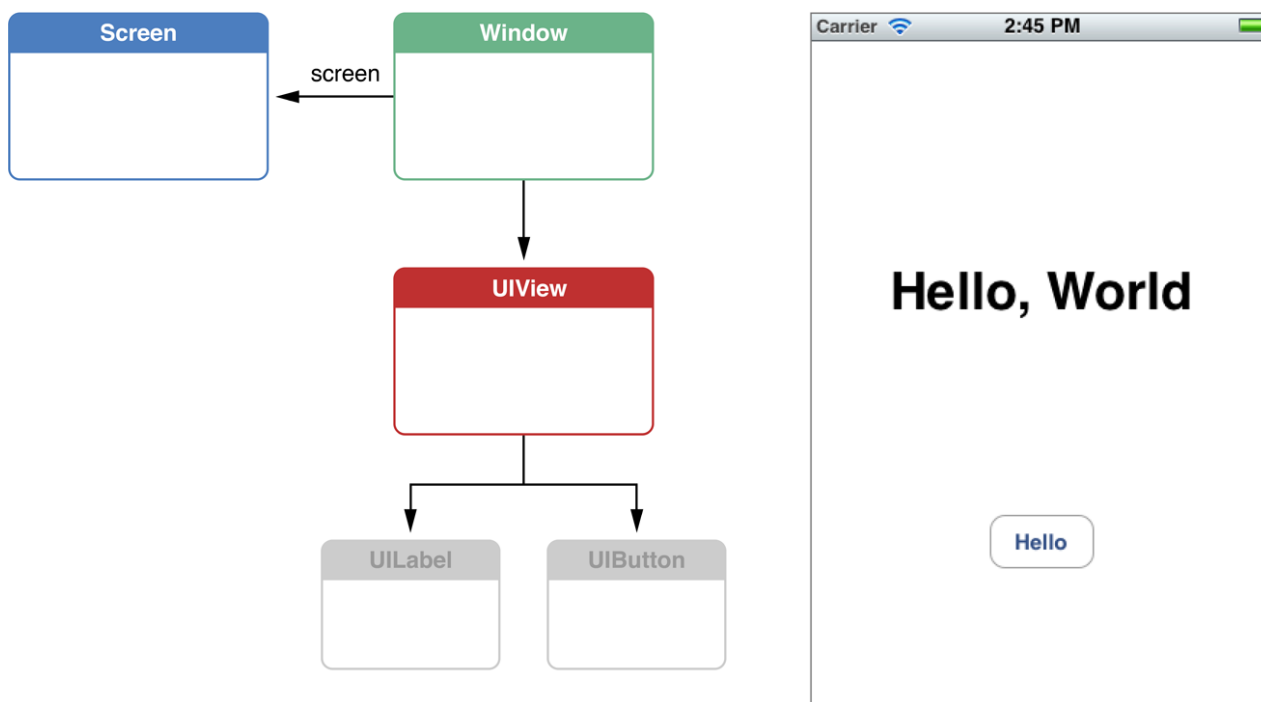 Screen
Window
screen
UIView
UILabel
UIButton
Carrier
2:45 PM
Hello, World
Hello